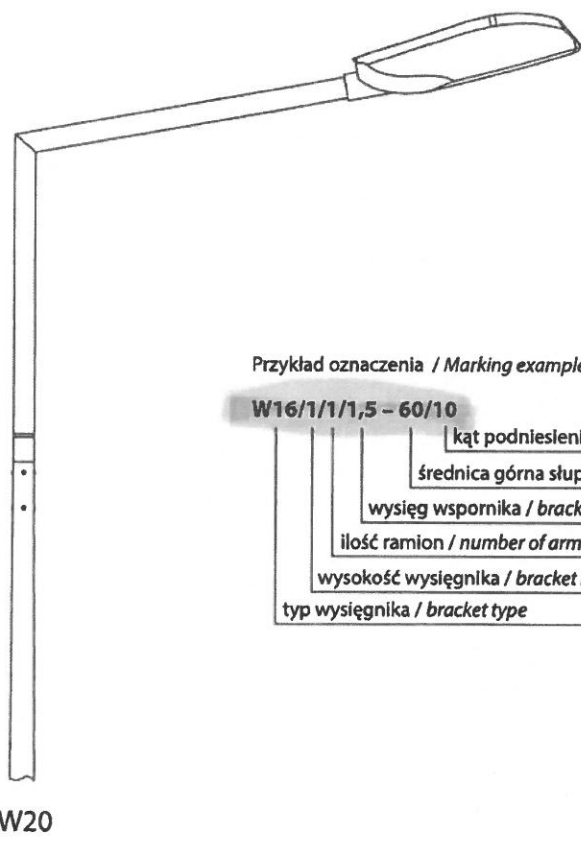 Przykład oznaczenia / Marking example
W16/1/1/1,5 – 60/10
kąt podniesieni
średnica górna słup
wysięg wspornika / brack
ilość ramion / number of arm
wysokość wysięgnika / bracket
typ wysięgnika / bracket type
W20